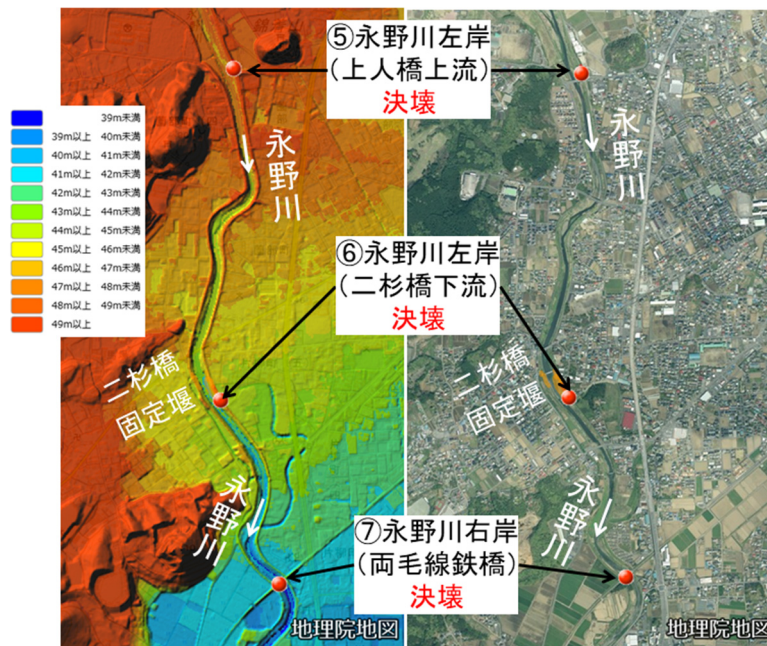 ⑤永野川左岸
(上人橋上流)
決壊
39m未満
39m以上 40m未満
40m以上 41m未満
41m以上 42m未満
42m以上 43m未満
43m以上 44m未満
44m以上 45m未満
45m以上 46m未満
46m以上 47m未満
47m以上 48m未満
48m以上 49m未満
49m以上
永野川
永野川
⑥永野川左岸
(二杉橋下流)
決壊
二杉橋
固定堰
二杉橋
固定堰
永野川
永野川
⑦永野川右岸
(両毛線鉄橋)
決壊
地理院地図
地理院地図